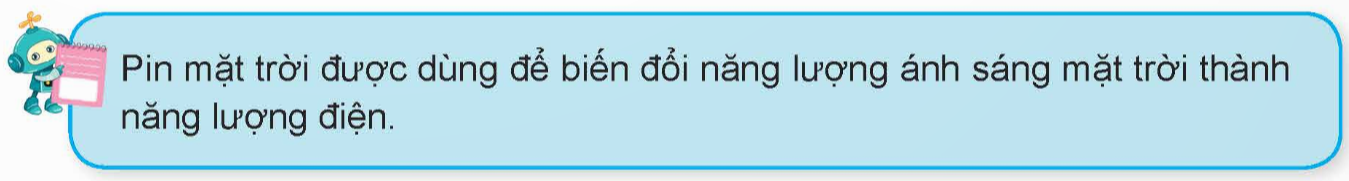 Pin mặt trời được dùng để biến đổi năng lượng ánh sáng mặt trời thành
năng lượng điện.